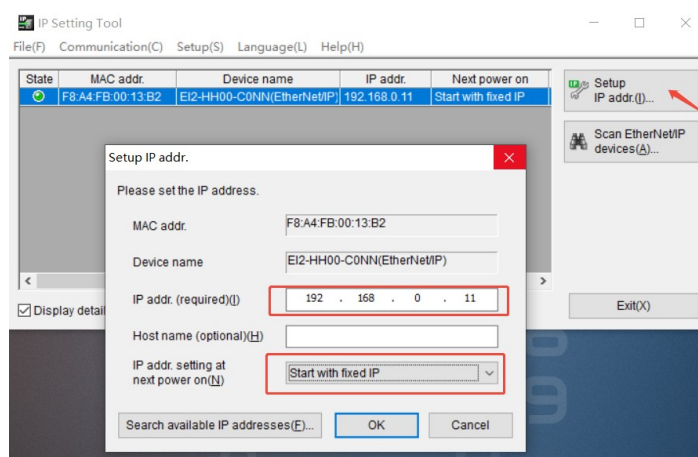 IP Setting Tool
File(F) Communication(C) Setup(S) Language(L) Help(H)
State MAC addr. Device name IP addr. Next power on
F8:A4:FB:00:13:B2 EI2-HH00-C0NN(EtherNet/IP) 192.168.0.11 Start with fixed IP
Setup
IP addr.(I)...
Scan EtherNet/IP
devices(A)...
Setup IP addr.
Please set the IP address.
MAC addr. F8:A4:FB:00:13:B2
Device name EI2-HH00-C0NN(EtherNet/IP)
IP addr. (required)(I) 192 . 168 . 0 . 11
Host name (optional)(H)
IP addr. setting at
next power on(N)
Start with fixed IP
Search available IP addresses(F)... OK Cancel
Display detail
Exit(X)